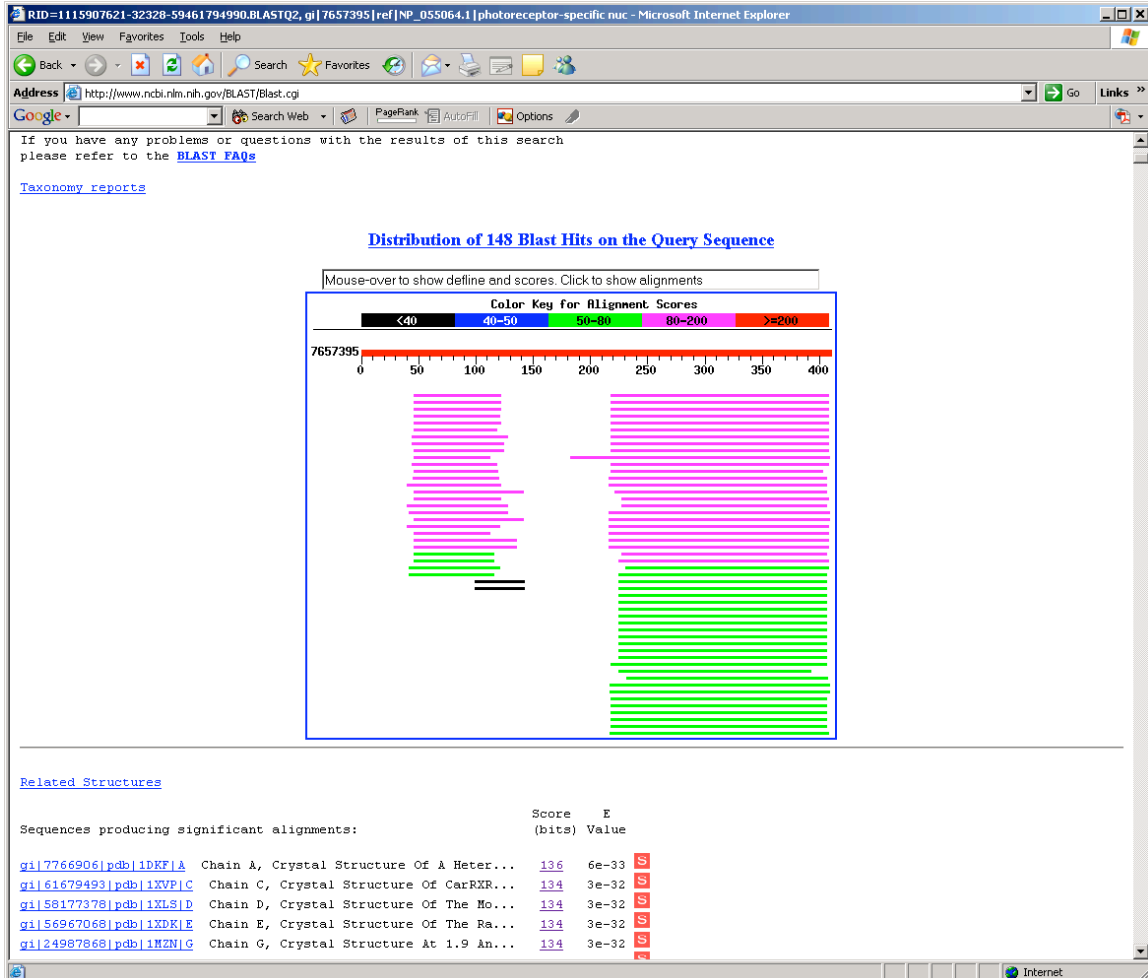 RID=1115907621-32328-59461794990.BLASTQ2, gi|7657395|ref|NP_055064.1|photoreceptor-specific nuc - Microsoft Internet Explorer
File Edit View Favorites Tools Help
Back Search Favorites
Address http://www.ncbi.nlm.nih.gov/BLAST/Blast.cgi Go Links »
Google Search Web PageRank AutoFill Options
If you have any problems or questions with the results of this search
please refer to the BLAST FAQs
Taxonomy reports
Distribution of 148 Blast Hits on the Query Sequence
Mouse-over to show defline and scores. Click to show alignments
Color Key for Alignment Scores
<40 40-50 50-80 80-200 >=200
7657395
0 50 100 150 200 250 300 350 400
Related Structures
Score E
Sequences producing significant alignments: (bits) Value
gi|7766906|pdb|1DKF|A Chain A, Crystal Structure Of A Heter... 136 6e-33 S
gi|61679493|pdb|1XVP|C Chain C, Crystal Structure Of CarRXR... 134 3e-32 S
gi|58177378|pdb|1XLS|D Chain D, Crystal Structure Of The Mo... 134 3e-32 S
gi|56967068|pdb|1XDK|E Chain E, Crystal Structure Of The Ra... 134 3e-32 S
gi|24987868|pdb|1MZN|G Chain G, Crystal Structure At 1.9 An... 134 3e-32 S
Internet